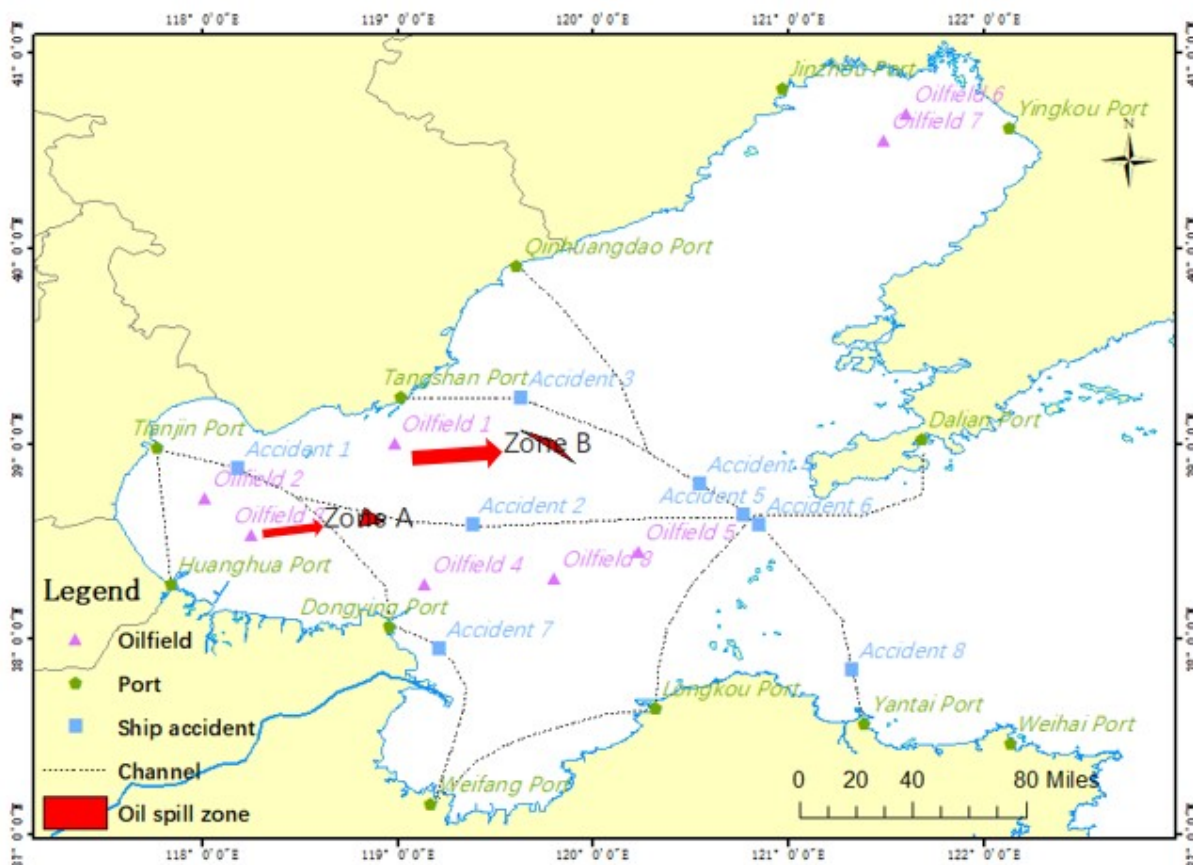 118° 0'0"E 119° 0'0"E 120° 0'0"E 121° 0'0"E 122° 0'0"E
Jinzhou Port
Oilfield 6
Yingkou Port
Oilfield 7
N
Qinhuangdao Port
Tangshan Port
Accident 3
Oilfield 1
Dalian Port
Tianjin Port
Zone B
Accident 1
Accident 4
Oilfield 2
Accident 5
Accident 6
Accident 2
Oilfield 3
Zone A
Oilfield 5
Oilfield 4
Oilfield 8
Huanghua Port
Legend
Dongying Port
Oilfield
Accident 7
Accident 8
Port
Longkou Port
Yantai Port
Ship accident
Weihai Port
Channel
0 20 40 80 Miles
Weifang Port
Oil spill zone
118° 0'0"E 119° 0'0"E 120° 0'0"E 121° 0'0"E 122° 0'0"E